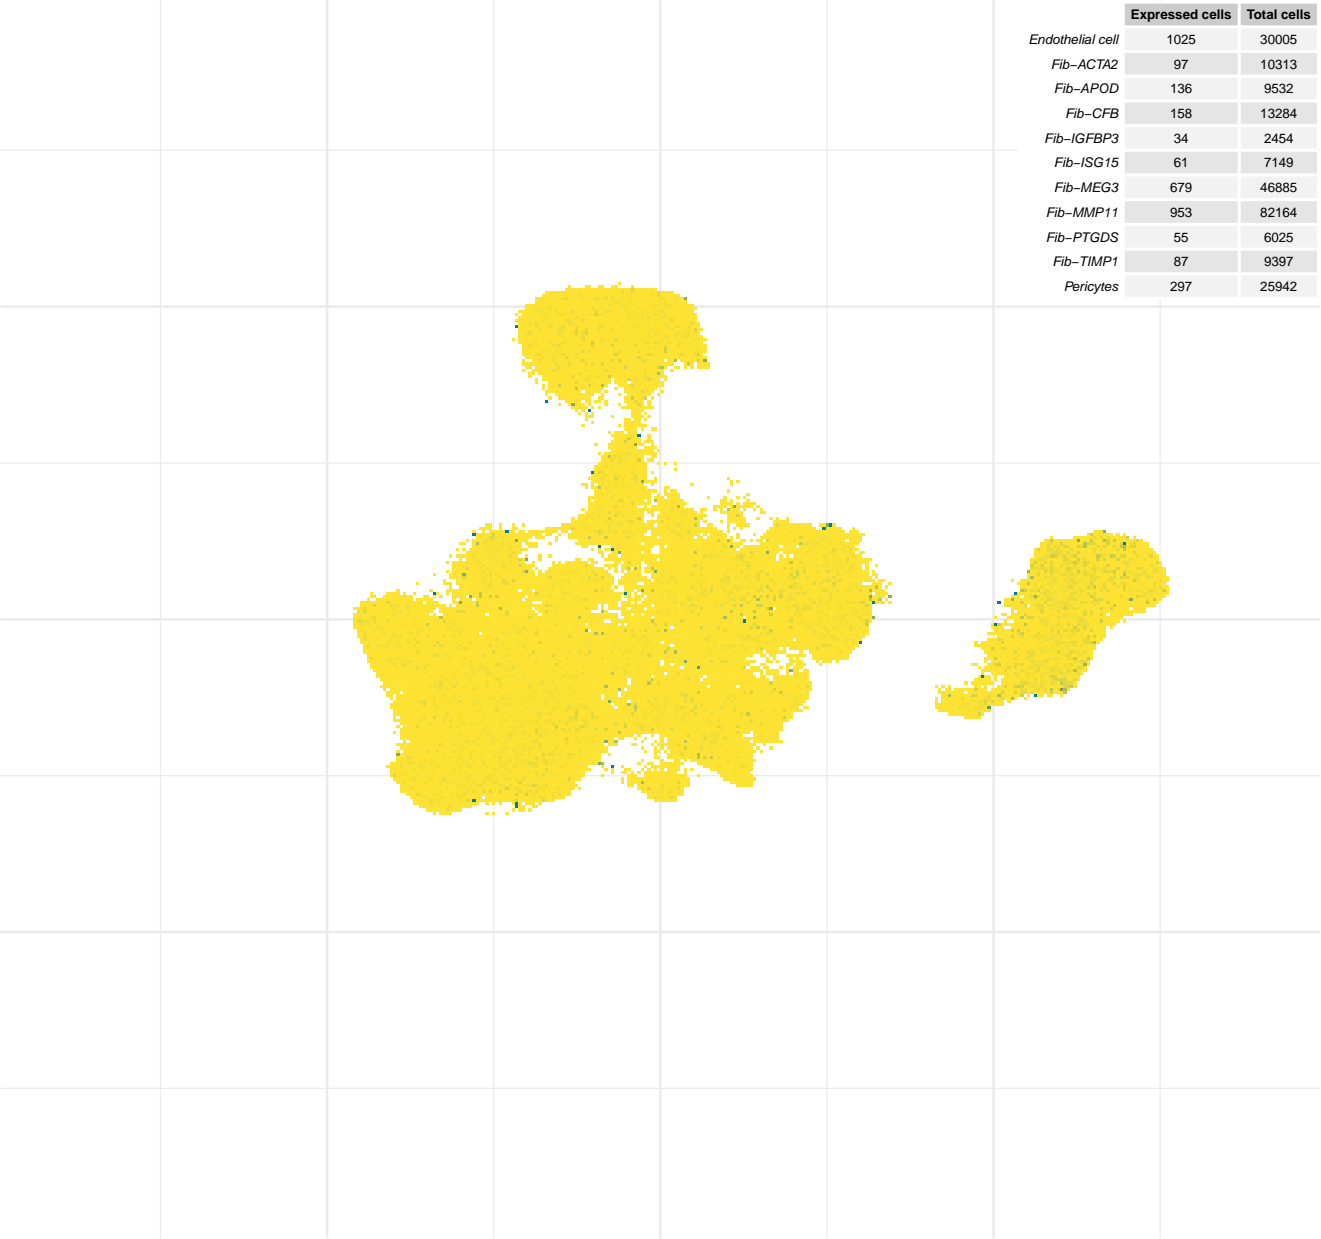 Expressed cells Total cells
Endothelial cell 1025 30005
Fib−ACTA2 97 10313
Fib−APOD 136 9532
Fib−CFB 158 13284
Fib−IGFBP3 34 2454
Fib−ISG15 61 7149
Fib−MEG3 679 46885
Fib−MMP11 953 82164
Fib−PTGDS 55 6025
Fib−TIMP1 87 9397
Pericytes 297 25942